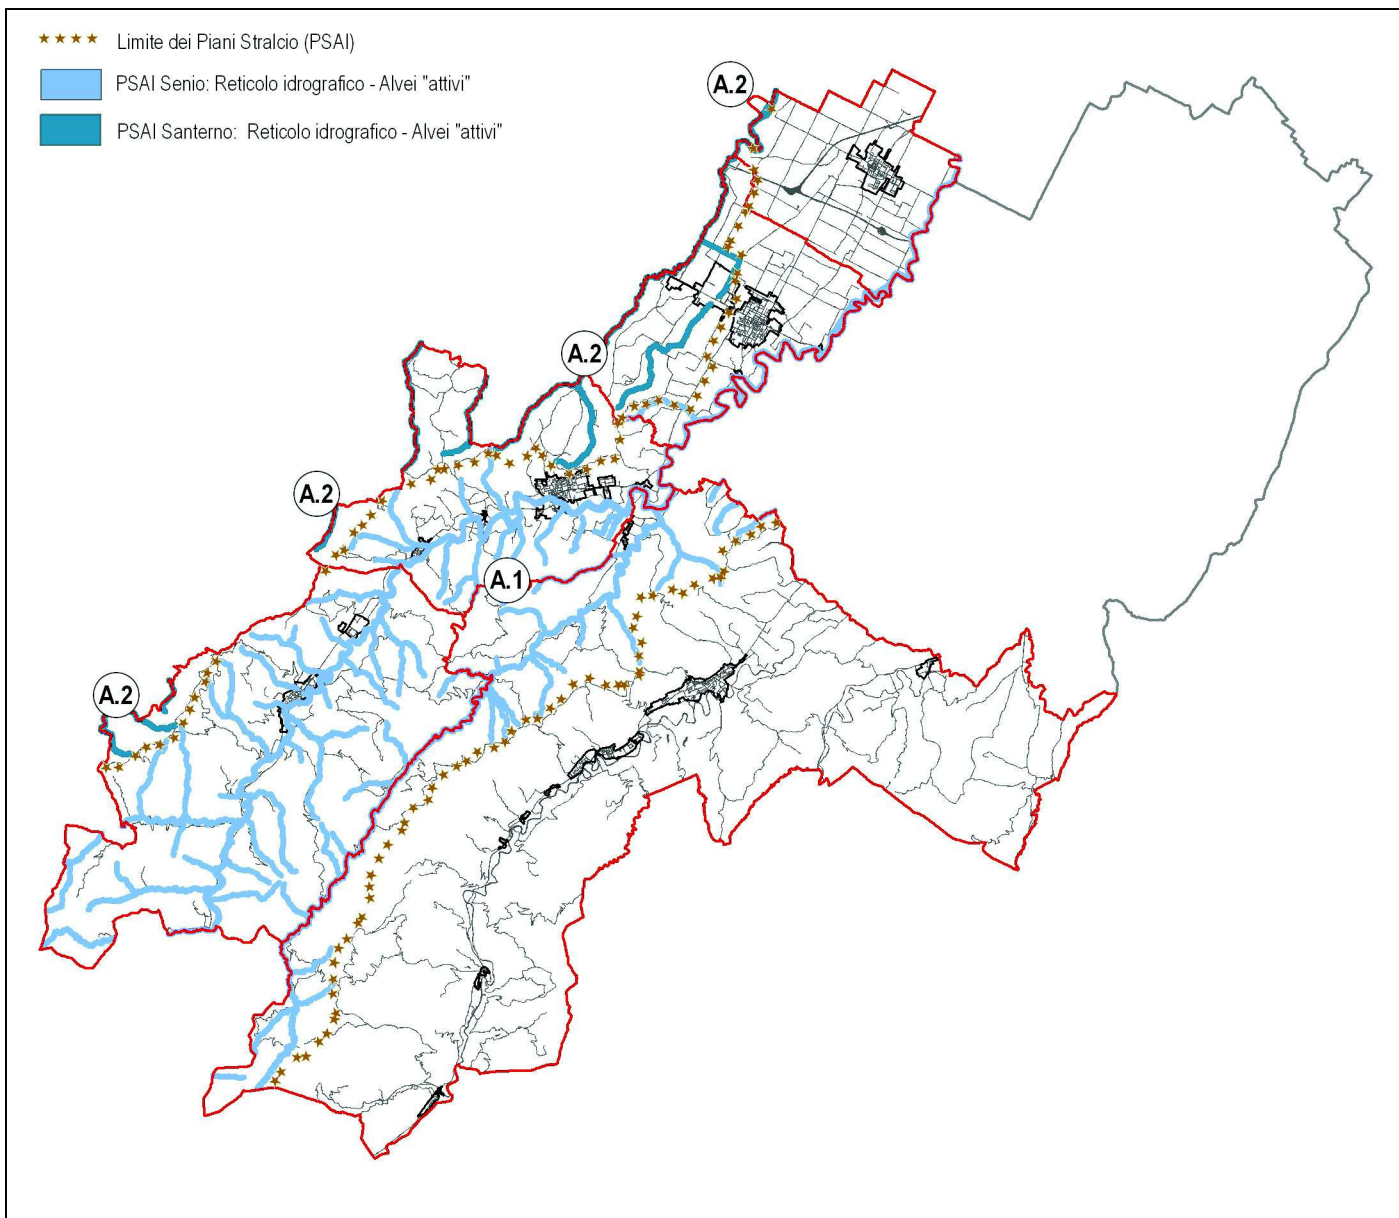 Limite dei Piani Stralcio (PSAI)
PSAI Senio: Reticolo idrografico - Alvei "attivi"
PSAI Santerno: Reticolo idrografico - Alvei "attivi"
A.2
A.2
A.2
A.1
A.2